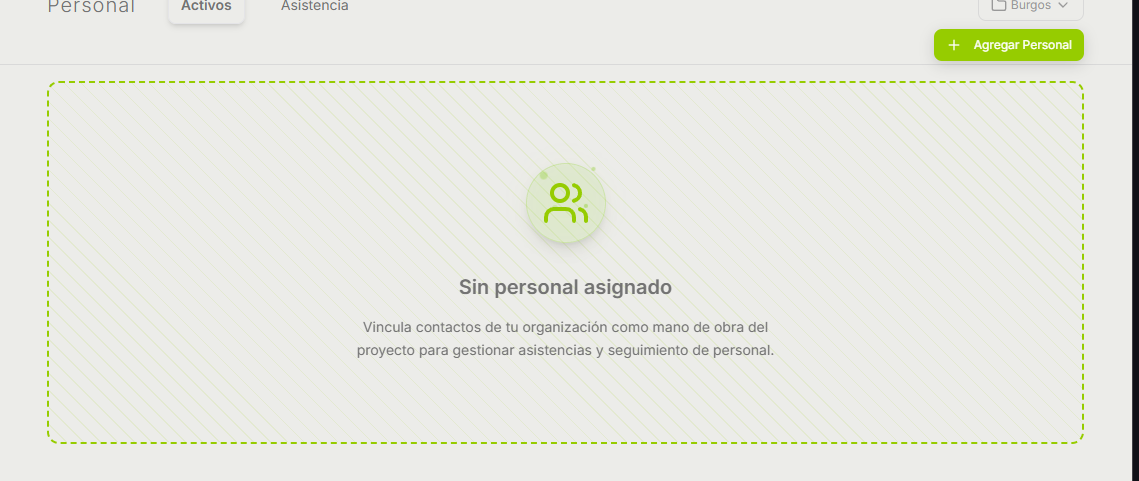 Personal
Activos
Asistencia
Burgos
Agregar Personal
Sin personal asignado
Vincula contactos de tu organización como mano de obra del
proyecto para gestionar asistencias y seguimiento de personal.